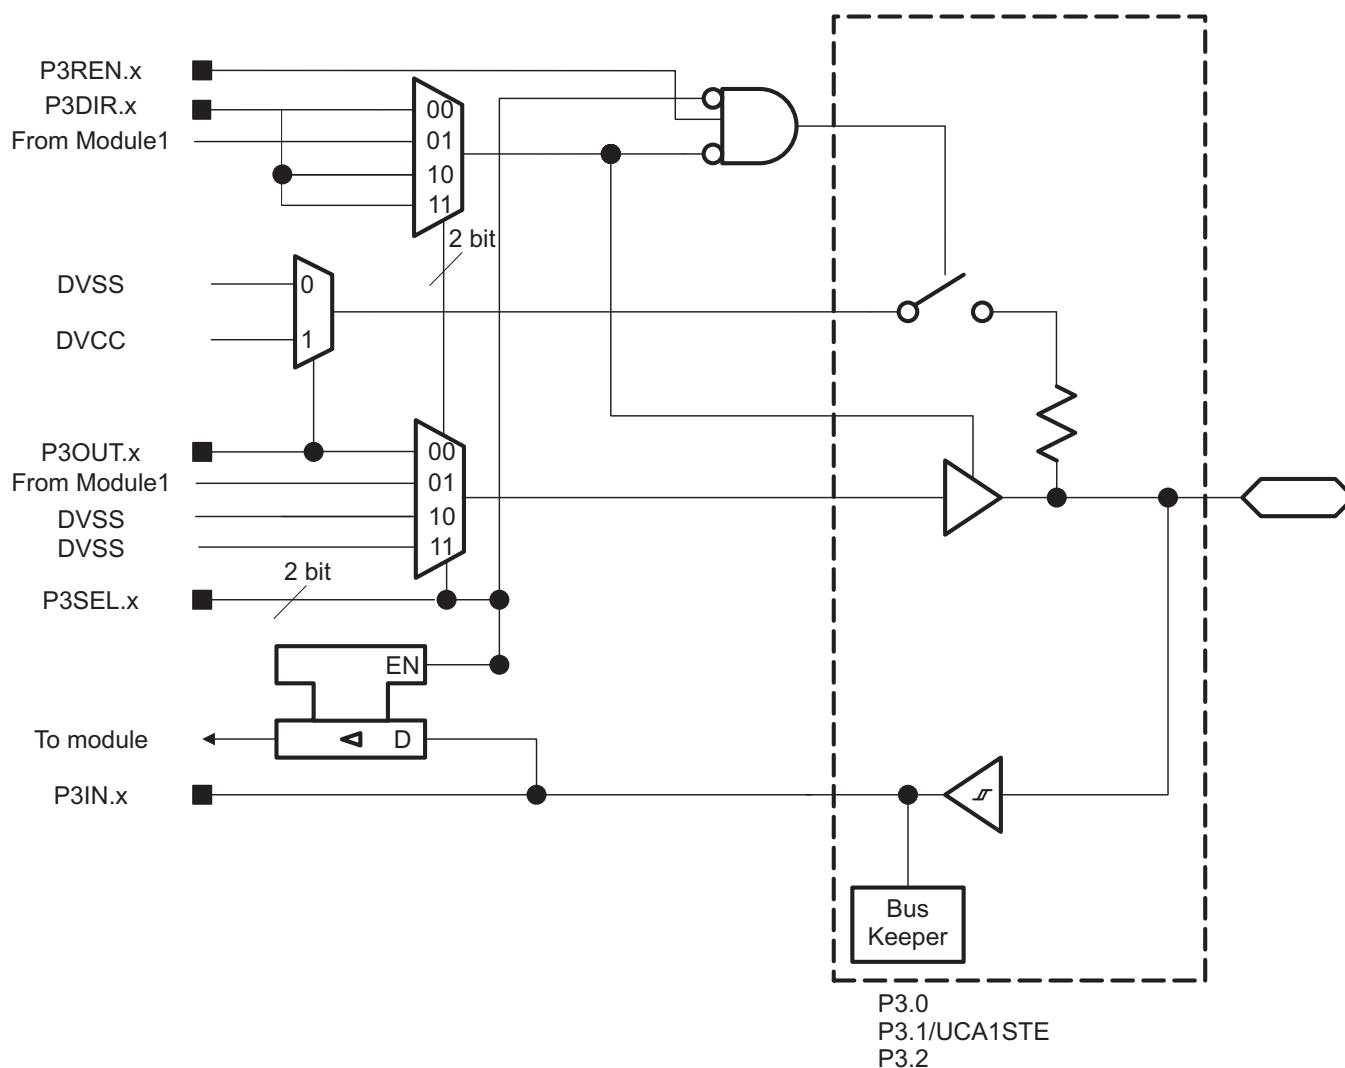 P3REN.x
P3DIR.x
From Module1
00
01
10
11
2 bit
DVSS
0
DVCC
1
P3OUT.x
From Module1
DVSS
DVSS
00
01
10
11
2 bit
P3SEL.x
EN
To module
D
P3IN.x
Bus
Keeper
P3.0
P3.1/UCA1STE
P3.2